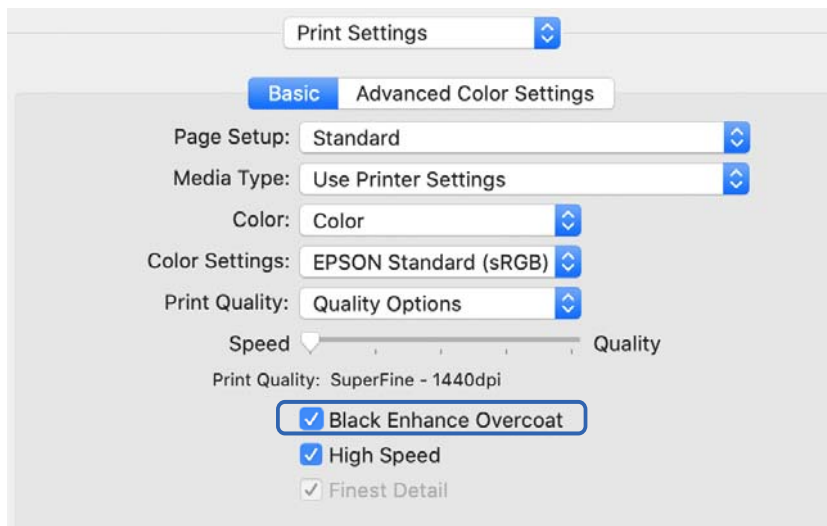 Print Settings
Basic Advanced Color Settings
Page Setup: Standard
Media Type: Use Printer Settings
Color: Color
Color Settings: EPSON Standard (sRGB)
Print Quality: Quality Options
Speed Quality
Print Quality: SuperFine - 1440dpi
Black Enhance Overcoat
High Speed
Finest Detail